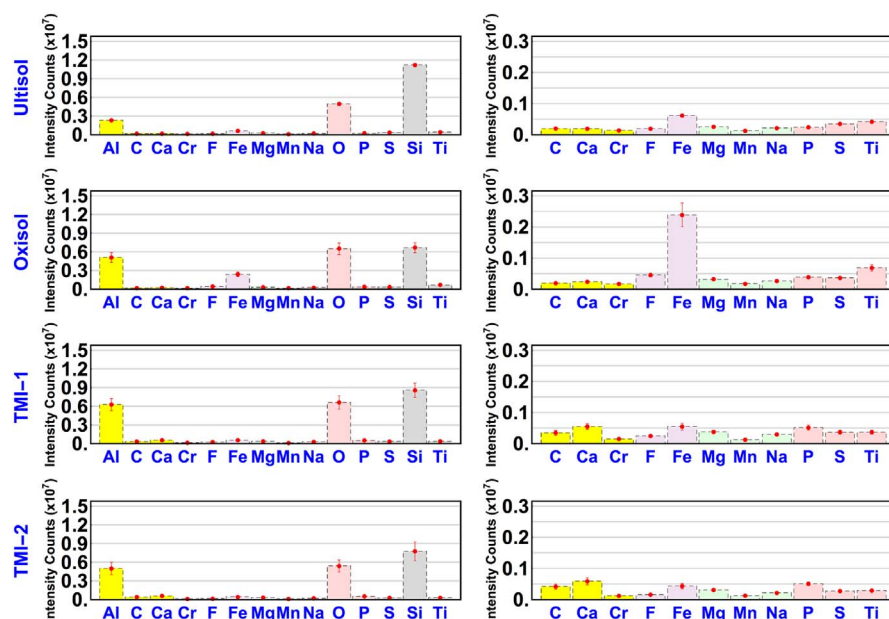 Ultisol
Intensity Counts (x10⁷)
1.5
1.2
0.9
0.6
0.3
0.
Al C Ca Cr F Fe Mg Mn Na O P S Si Ti
Intensity Counts (x10⁷)
0.3
0.2
0.1
0.
C Ca Cr F Fe Mg Mn Na P S Ti
Oxisol
Intensity Counts (x10⁷)
1.5
1.2
0.9
0.6
0.3
0.
Al C Ca Cr F Fe Mg Mn Na O P S Si Ti
Intensity Counts (x10⁷)
0.3
0.2
0.1
0.
C Ca Cr F Fe Mg Mn Na P S Ti
TMI-1
Intensity Counts (x10⁷)
1.5
1.2
0.9
0.6
0.3
0.
Al C Ca Cr F Fe Mg Mn Na O P S Si Ti
Intensity Counts (x10⁷)
0.3
0.2
0.1
0.
C Ca Cr F Fe Mg Mn Na P S Ti
TMI-2
ntensity Counts (x10⁷)
1.5
1.2
0.9
0.6
0.3
0.
Al C Ca Cr F Fe Mg Mn Na O P S Si Ti
ntensity Counts (x10⁷)
0.3
0.2
0.1
0.
C Ca Cr F Fe Mg Mn Na P S Ti